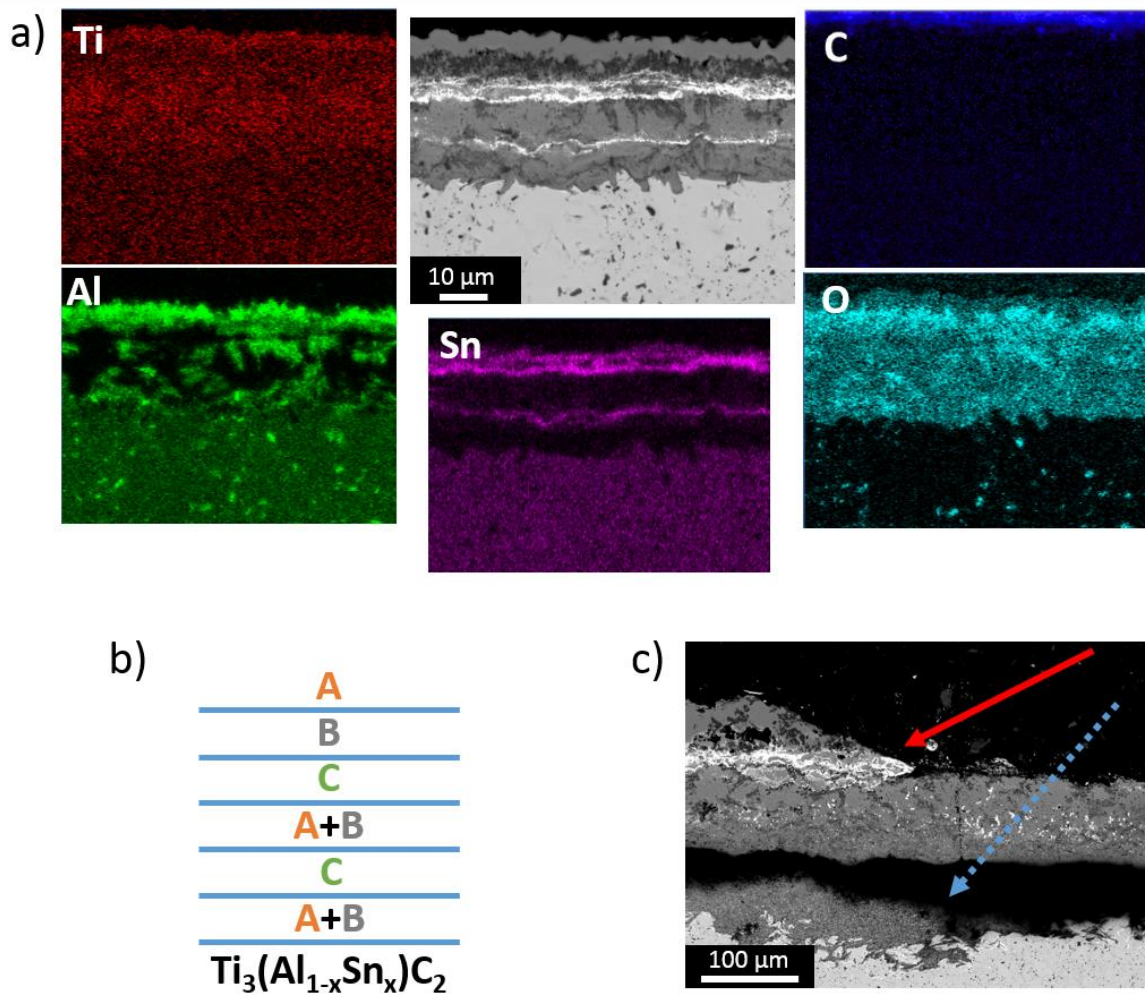 a)
Ti
C
10 µm
Al
Sn
O
b)
A
B
C
A+B
C
A+B
Ti₃(Al₁₋ₓSnₓ)C₂
c)
100 µm